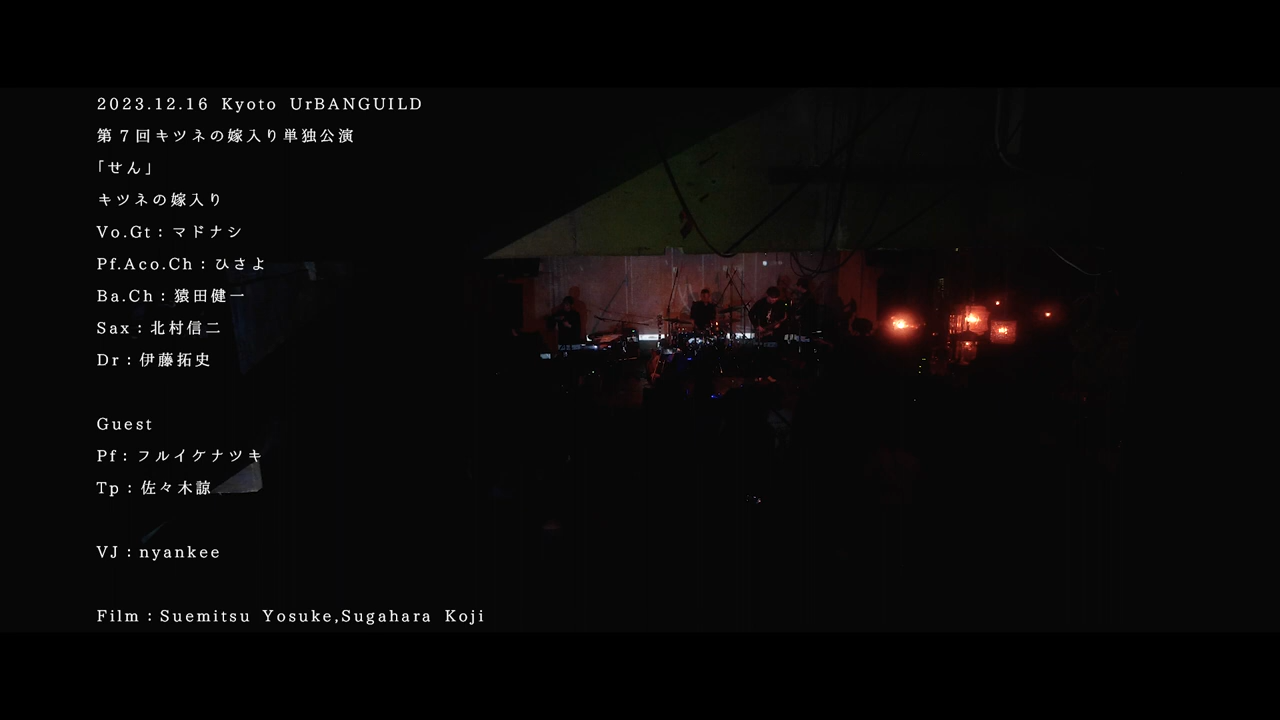 2023.12.16 Kyoto UrBANGUILD
第７回キツネの嫁入り単独公演
「せん」
キツネの嫁入り
Vo.Gt：マドナシ
Pf.Aco.Ch：ひさよ
Ba.Ch：猿田健一
Sax：北村信二
Dr：伊藤拓史
Guest
Pf：フルイケナツキ
Tp：佐々木諒
VJ：nyankee
Film：Suemitsu Yosuke,Sugahara Koji